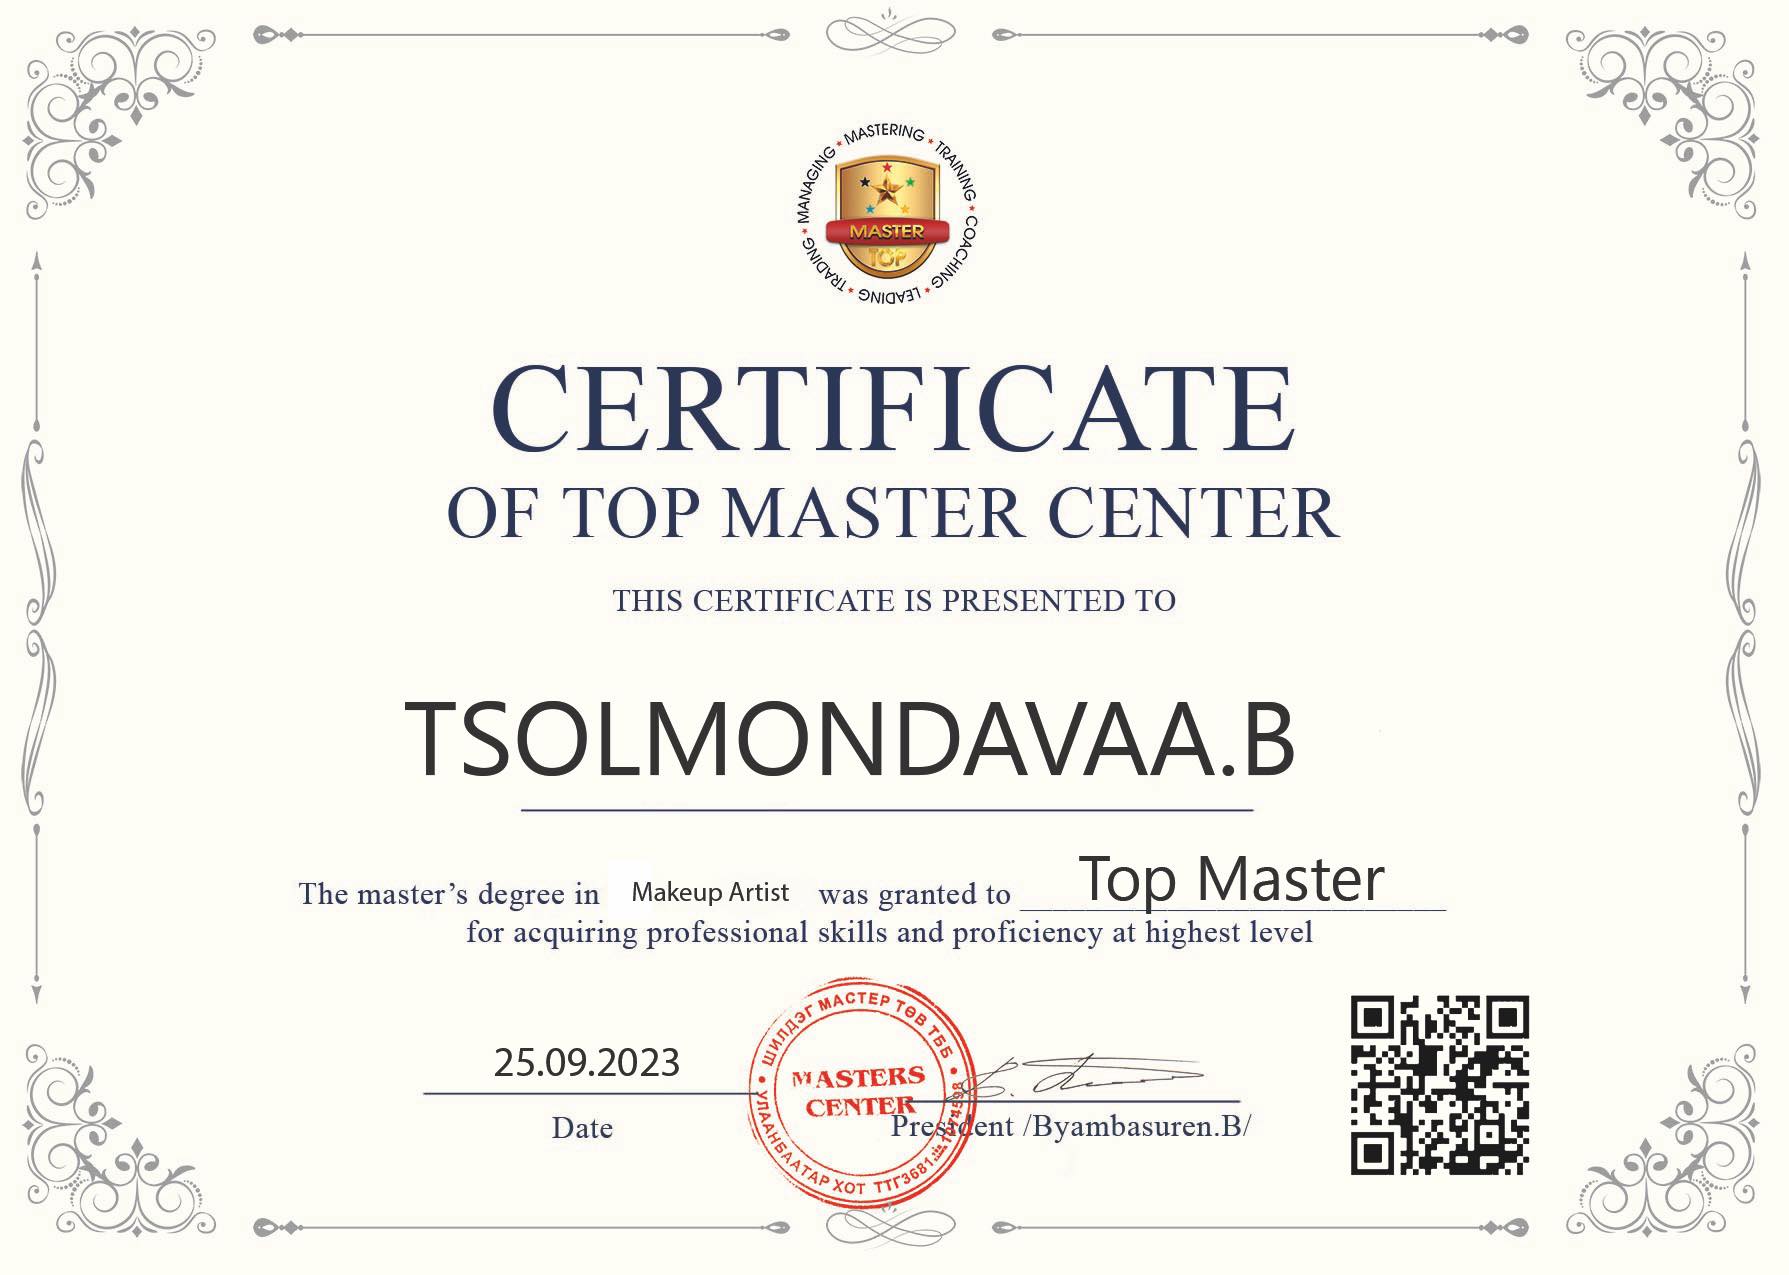 MANAGING * MASTERING * TRAINING * COACHING * LEADING * TRADING *
MASTER
TOP
CERTIFICATE
OF TOP MASTER CENTER
THIS CERTIFICATE IS PRESENTED TO
TSOLMONDAVAA.B
The master’s degree in Makeup Artist was granted to Top Master
for acquiring professional skills and proficiency at highest level
25.09.2023
Date
ШИЛДЭГ МАСТЕР ТӨВ ТББ
MASTERS
CENTER
УЛААНБААТАР ХОТ ТТГ3681
President /Byambasuren.B/